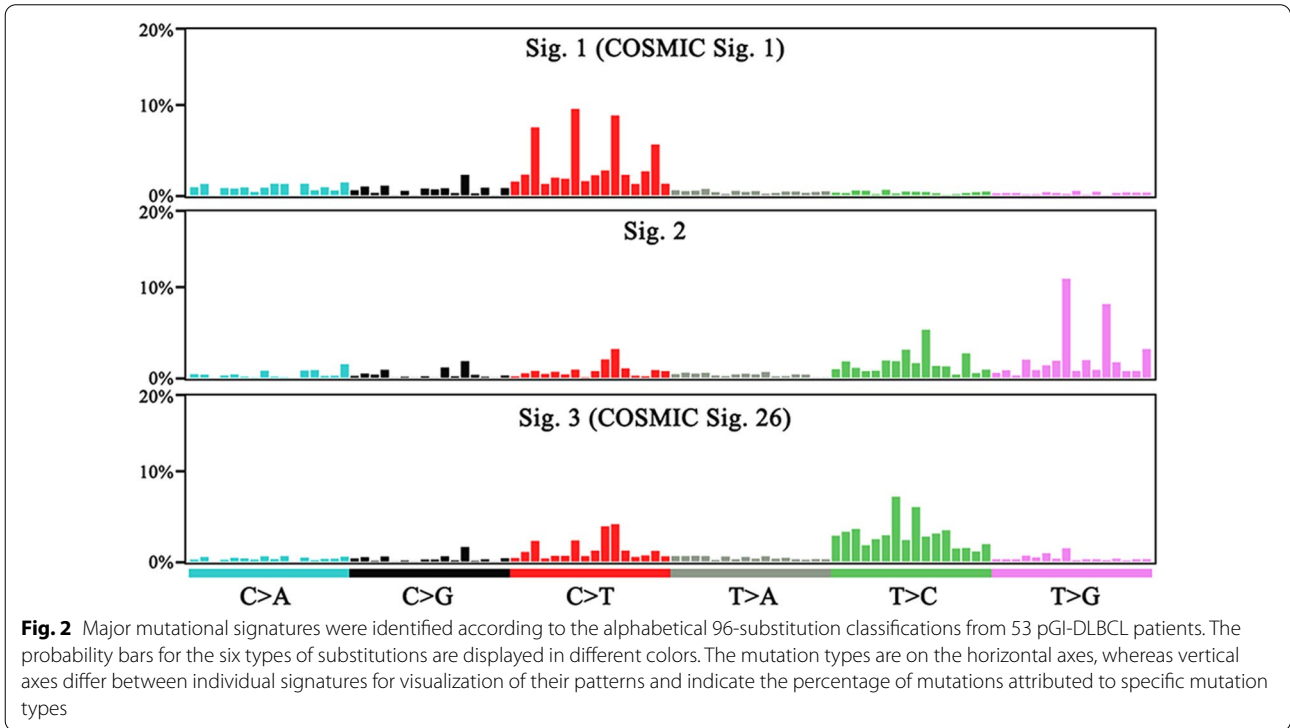 20%
Sig. 1 (COSMIC Sig. 1)
10%
0%
20%
Sig. 2
10%
0%
20%
Sig. 3 (COSMIC Sig. 26)
10%
0%
C>A C>G C>T T>A T>C T>G
Fig. 2 Major mutational signatures were identified according to the alphabetical 96-substitution classifications from 53 pGI-DLBCL patients. The
probability bars for the six types of substitutions are displayed in different colors. The mutation types are on the horizontal axes, whereas vertical
axes differ between individual signatures for visualization of their patterns and indicate the percentage of mutations attributed to specific mutation
types